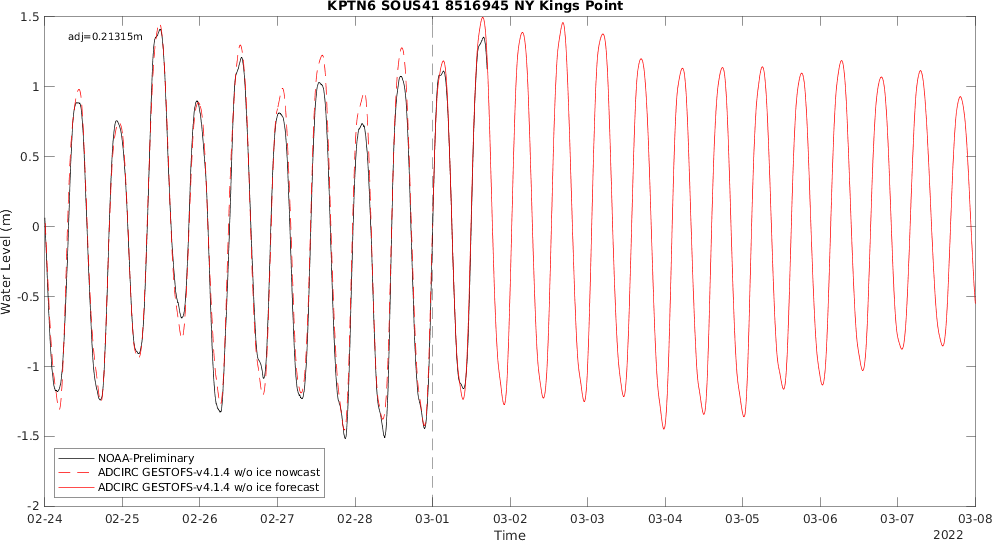 KPTN6 SOUS41 8516945 NY Kings Point
adj=0.21315m
1.5
1
0.5
0
-0.5
-1
-1.5
-2
Water Level (m)
NOAA-Preliminary
ADCIRC GESTOFS-v4.1.4 w/o ice nowcast
ADCIRC GESTOFS-v4.1.4 w/o ice forecast
02-24 02-25 02-26 02-27 02-28 03-01 03-02 03-03 03-04 03-05 03-06 03-07 03-08
Time
2022